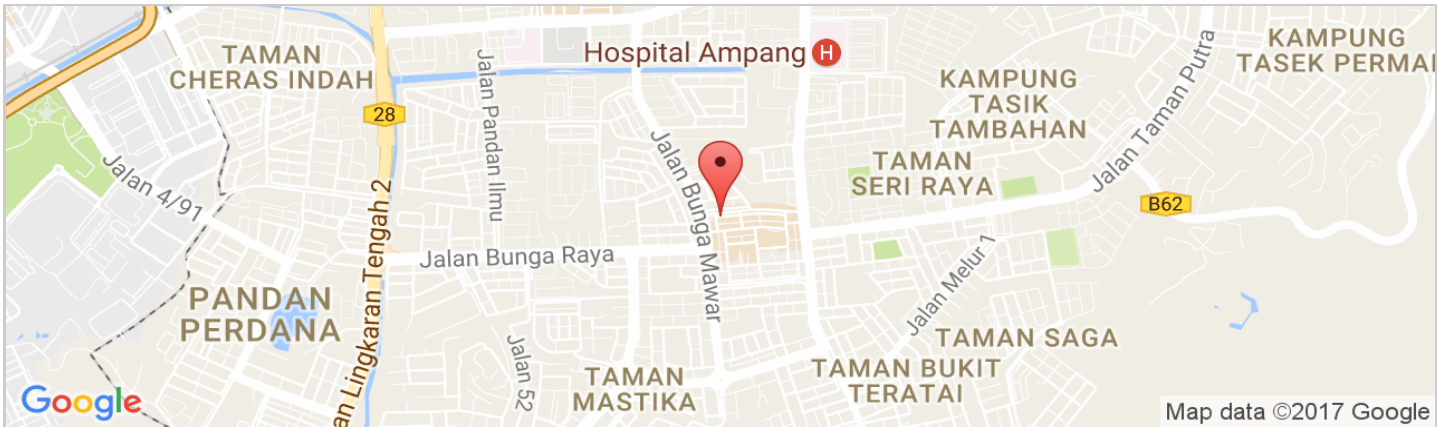 TAMAN
CHERAS INDAH
28
Jalan Pandan Ilmu
Hospital Ampang H
KAMPUNG
TASIK
TAMBAHAN
Jalan Taman Putra
KAMPUNG
TASEK PERMAI
Jalan 4/91
Jalan Bunga Mawar
TAMAN
SERI RAYA
B62
an Lingkaran Tengah 2
Jalan Bunga Raya
Jalan Melur 1
PANDAN
PERDANA
Jalan 52
TAMAN
MASTIKA
TAMAN BUKIT
TERATAI
TAMAN SAGA
Google
Map data ©2017 Google